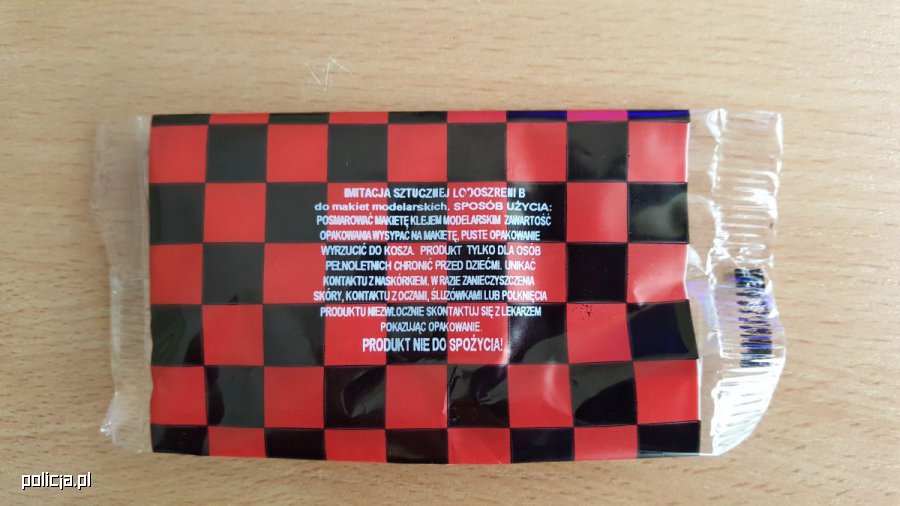 IMITACJA SZTUCZNEJ LODOSZRENI B
do makiet modelarskich. SPOSÓB UŻYCIA:
POSMAROWAĆ MAKIETĘ KLEJEM MODELARSKIM ZAWARTOŚĆ
OPAKOWANIA WYSYPAĆ NA MAKIETĘ, PUSTE OPAKOWANIE
WYRZUCIĆ DO KOSZA. PRODUKT TYLKO DLA OSÓB
PEŁNOLETNICH CHRONIĆ PRZED DZIEĆMI. UNIKAĆ
KONTAKTU Z NASKÓRKIEM. W RAZIE ZANIECZYSZCZENIA
SKÓRY, KONTAKTU Z OCZAMI, ŚLUZÓWKAMI LUB POŁKNIĘCIA
PRODUKTU NIEZWŁOCZNIE SKONTAKTUJ SIĘ Z LEKARZEM
POKAZUJĄC OPAKOWANIE.
PRODUKT NIE DO SPOŻYCIA!
policja.pl